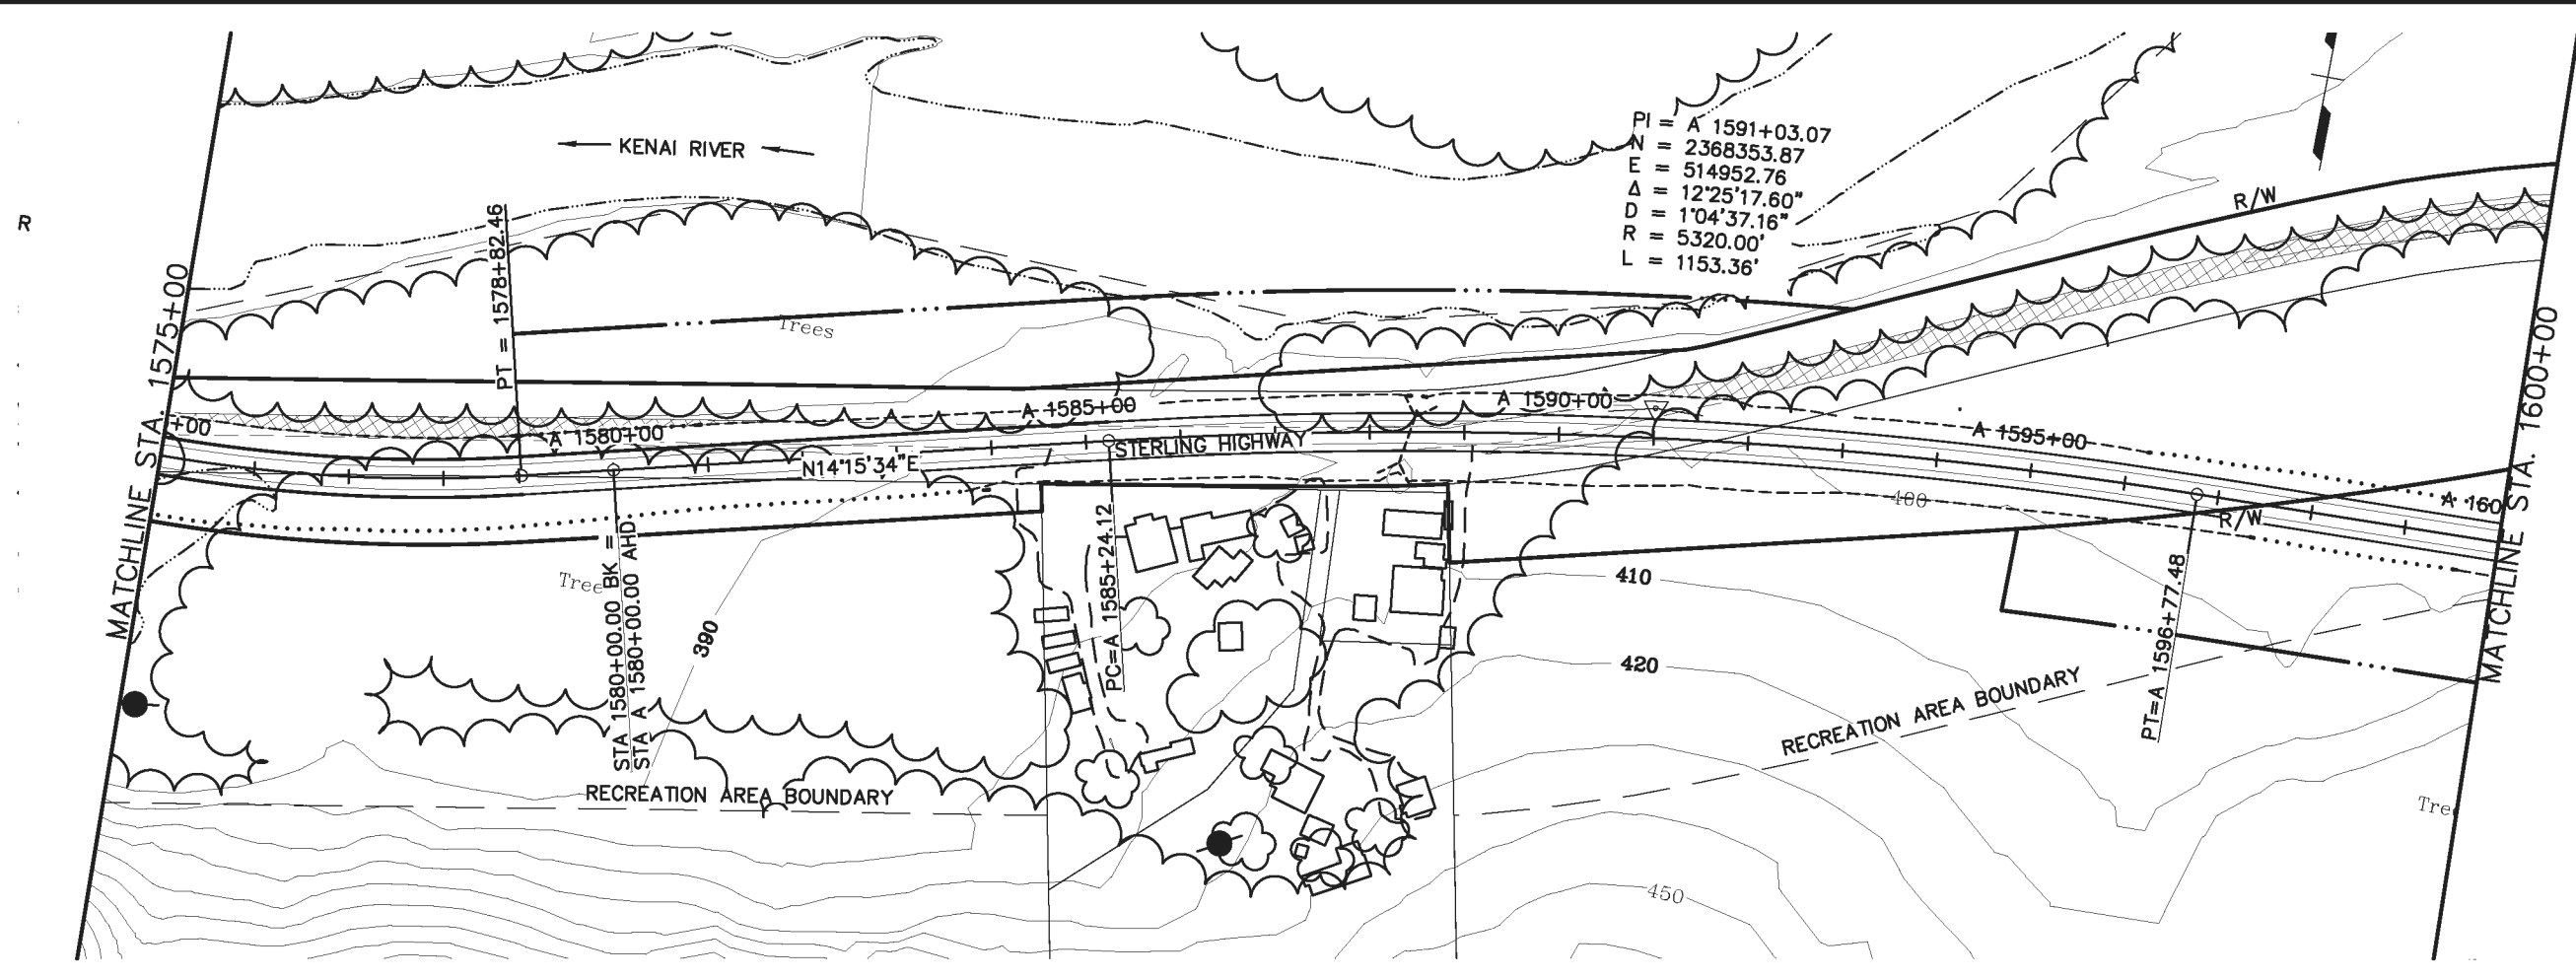 KENAI RIVER
PI = A 1591+03.07
N = 2368353.87
E = 514952.76
Δ = 12°25'17.60"
D = 1°04'37.16"
R = 5320.00'
L = 1153.36'
R/W
R
PT = 1578+82.46
MATCHLINE STA. 1575+00
Trees
+00
A 1580+00
A 1585+00
A 1590+00
A 1595+00
A 160
N14°15'34"E
STERLING HIGHWAY
R/W
400
MATCHLINE STA. 1600+00
Tree
STA 1580+00.00 BK =
STA A 1580+00.00 AHD
390
PC=A 1585+24.12
410
420
450
PT=A 1596+77.48
RECREATION AREA BOUNDARY
RECREATION AREA BOUNDARY
Tre